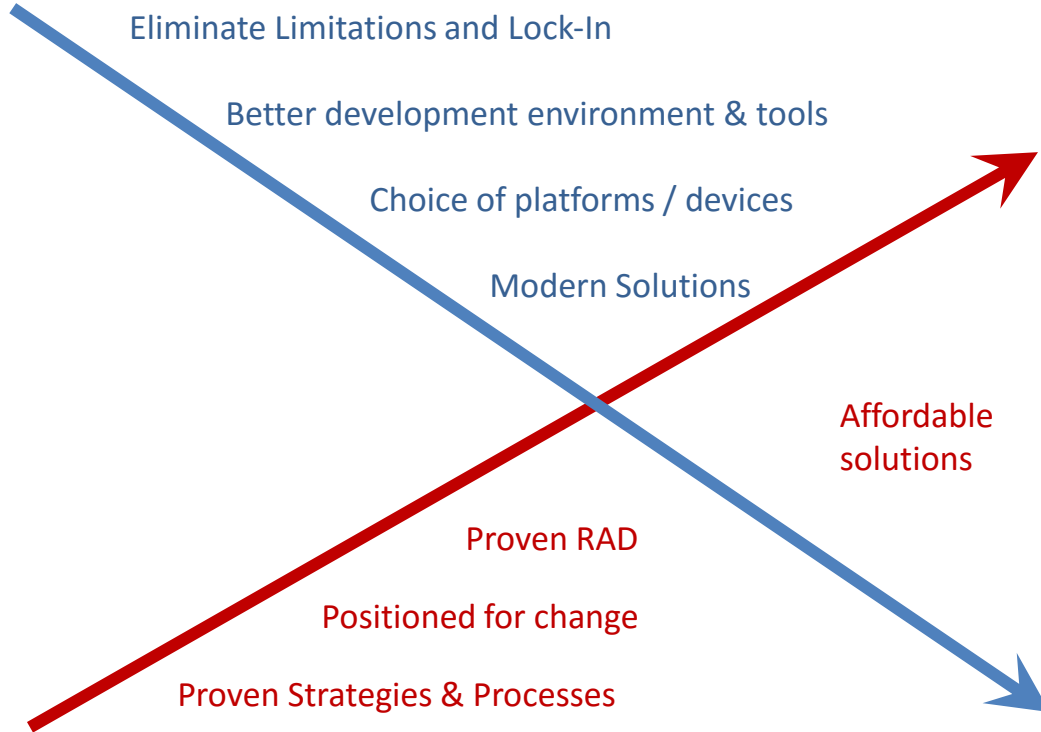 Eliminate Limitations and Lock-In
Better development environment & tools
Choice of platforms / devices
Modern Solutions
Affordable
solutions
Proven RAD
Positioned for change
Proven Strategies & Processes